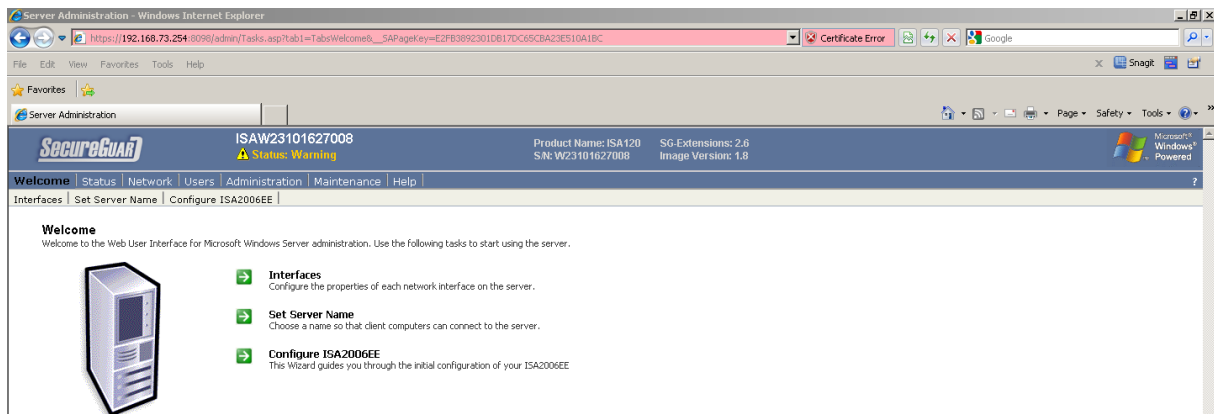 Server Administration - Windows Internet Explorer
https://192.168.73.254:8098/admin/Tasks.asp?tab1=TabsWelcome&__SAPageKey=E2FB3892301DB17DC65CBA23E510A1BC
Certificate Error
Google
File Edit View Favorites Tools Help
x Snagit
Favorites
Server Administration
Page Safety Tools
SECUREGUARD
ISAW23101627008
Status: Warning
Product Name: ISA120
S/N: W23101627008
SG-Extensions: 2.6
Image Version: 1.8
Microsoft® Windows® Powered
Welcome | Status | Network | Users | Administration | Maintenance | Help | ?
Interfaces | Set Server Name | Configure ISA2006EE |
Welcome
Welcome to the Web User Interface for Microsoft Windows Server administration. Use the following tasks to start using the server.
Interfaces
Configure the properties of each network interface on the server.
Set Server Name
Choose a name so that client computers can connect to the server.
Configure ISA2006EE
This Wizard guides you through the initial configuration of your ISA2006EE